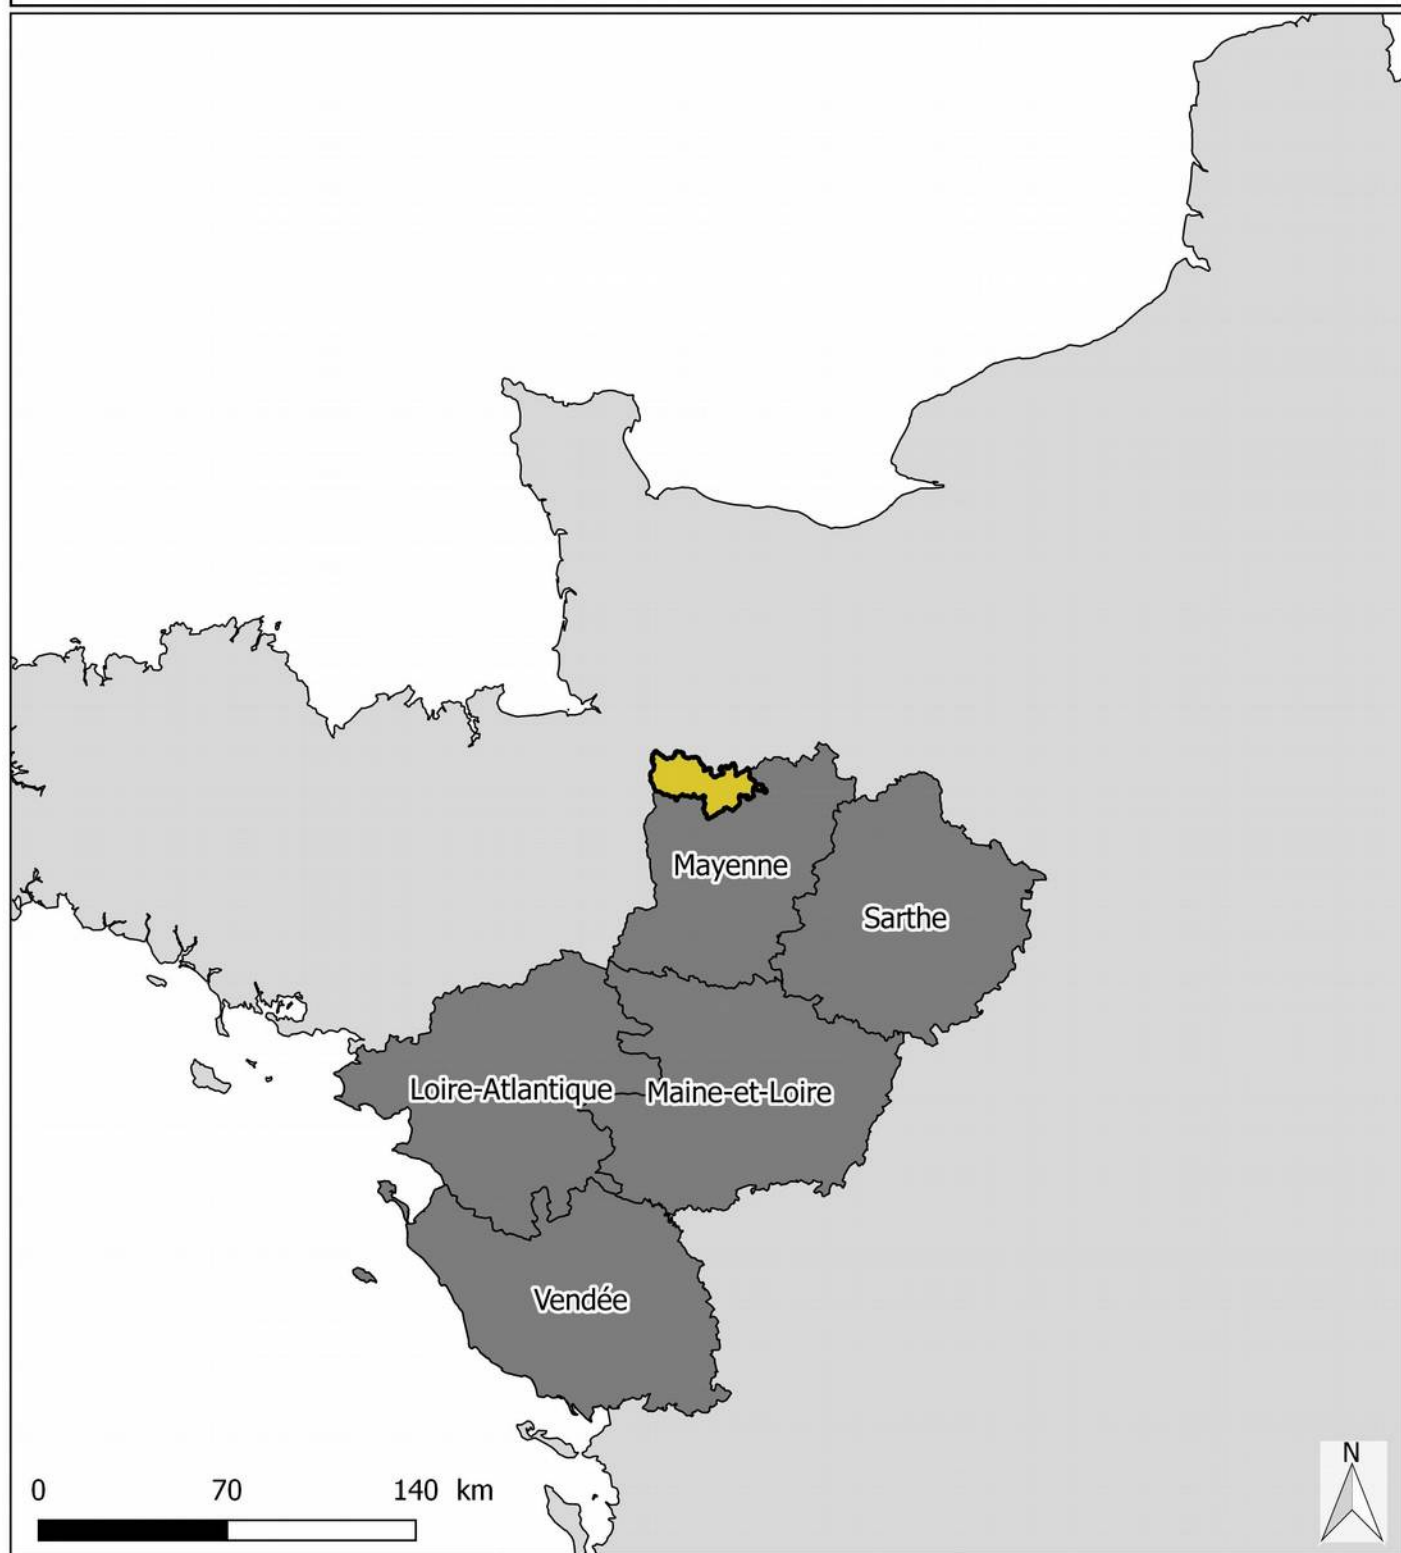 Mayenne
Sarthe
Loire-Atlantique
Maine-et-Loire
Vendée
0 70 140 km
N